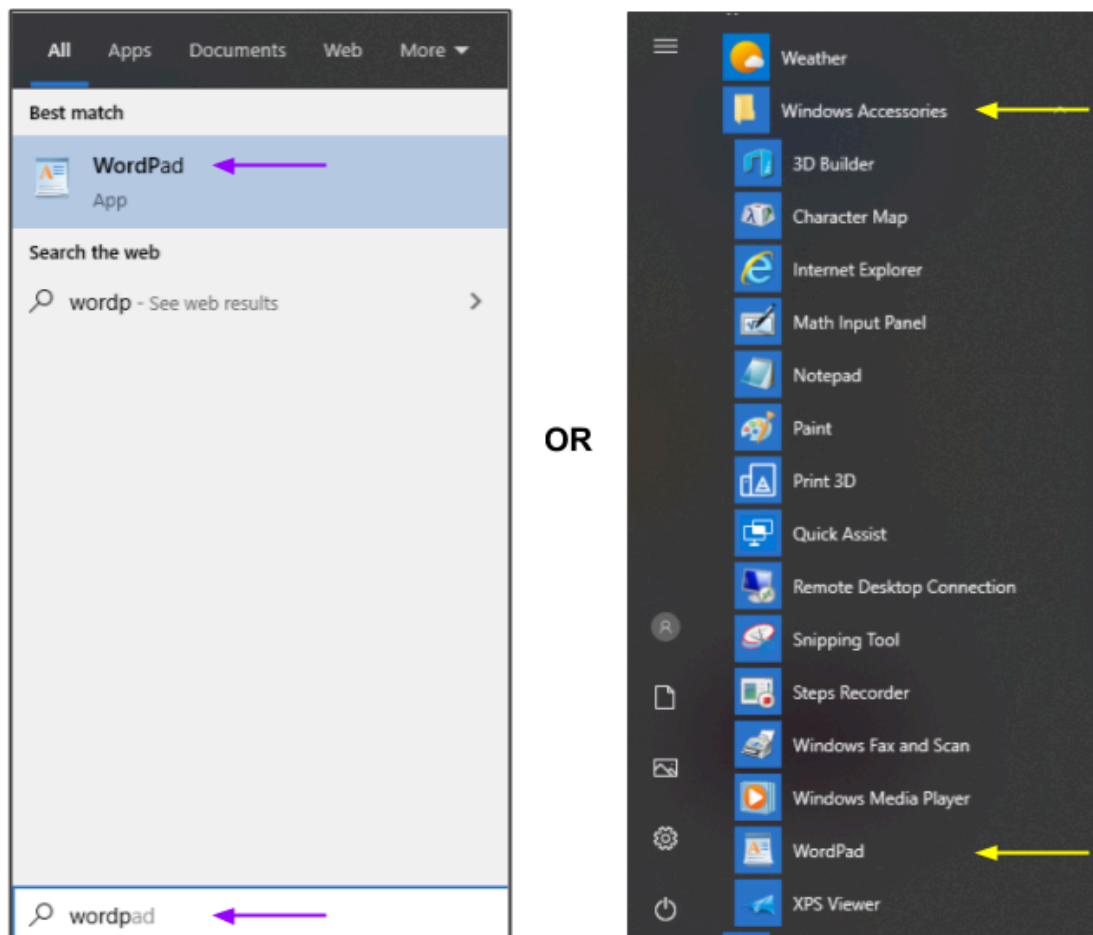 All Apps Documents Web More
Best match
WordPad
App
Search the web
wordp - See web results
wordpad
OR
Weather
Windows Accessories
3D Builder
Character Map
Internet Explorer
Math Input Panel
Notepad
Paint
Print 3D
Quick Assist
Remote Desktop Connection
Snipping Tool
Steps Recorder
Windows Fax and Scan
Windows Media Player
WordPad
XPS Viewer